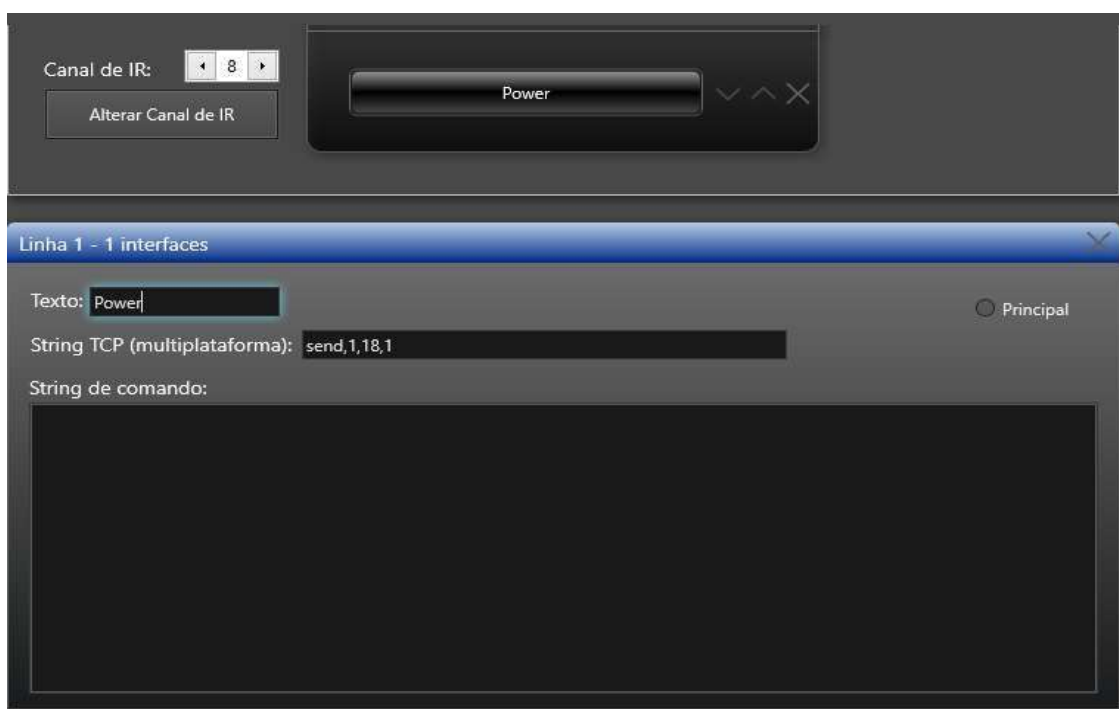 Canal de IR: 8
Alterar Canal de IR
Power
Linha 1 - 1 interfaces
Texto: Power
Principal
String TCP (multiplataforma): send,1,18,1
String de comando: